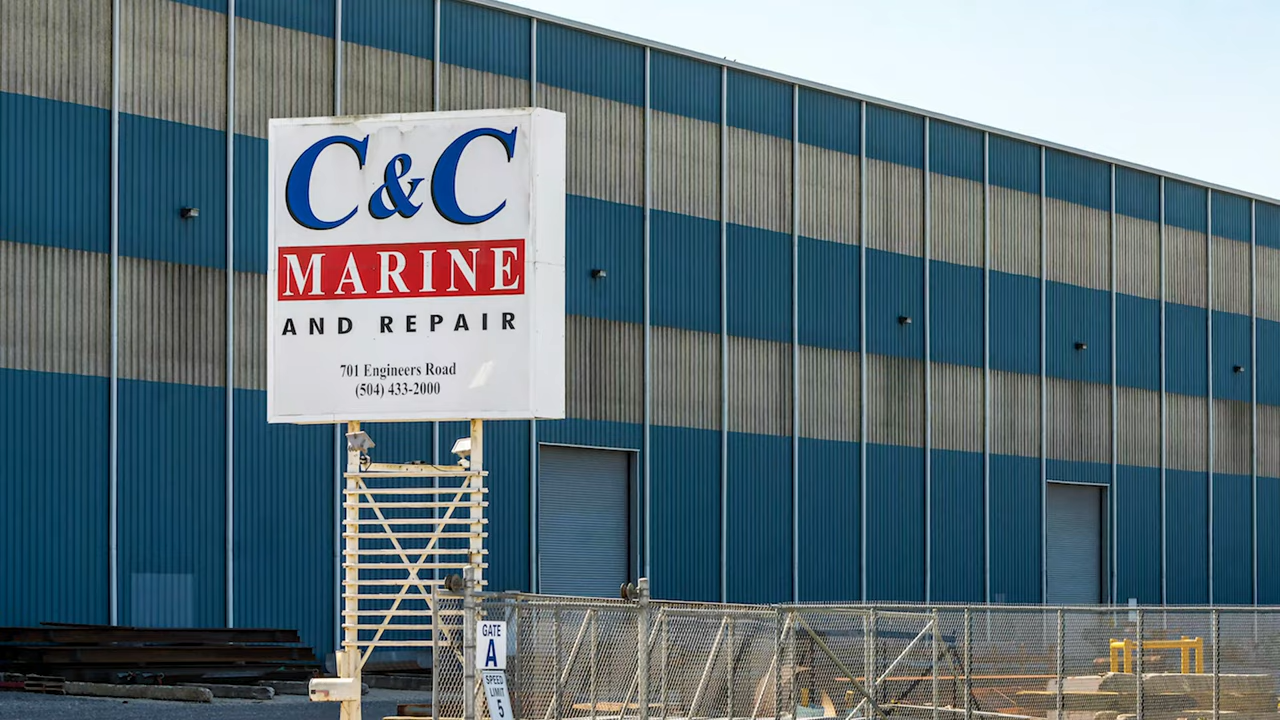 C&C
MARINE
AND REPAIR
701 Engineers Road
(504) 433-2000
GATE
A
SPEED
LIMIT
5